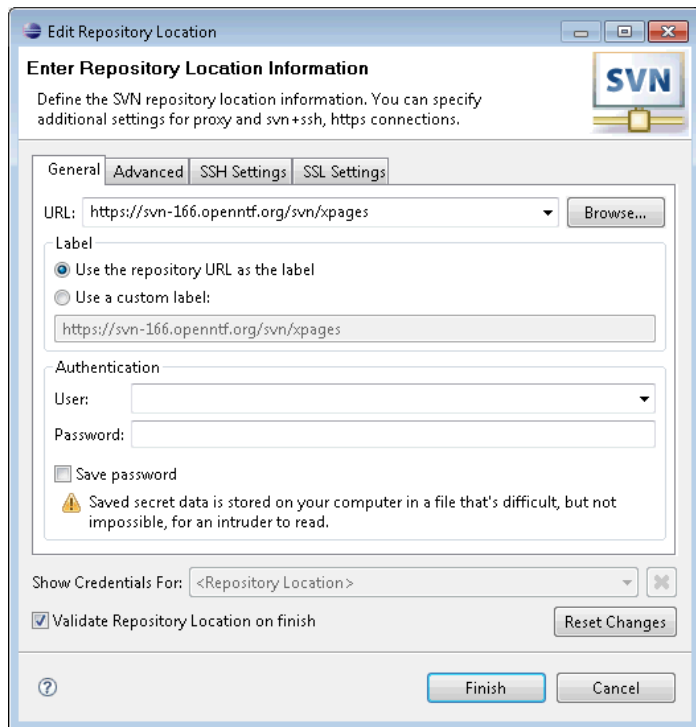 Edit Repository Location
Enter Repository Location Information
SVN
Define the SVN repository location information. You can specify
additional settings for proxy and svn+ssh, https connections.
General Advanced SSH Settings SSL Settings
URL: https://svn-166.openntf.org/svn/xpages Browse...
Label
Use the repository URL as the label
Use a custom label:
https://svn-166.openntf.org/svn/xpages
Authentication
User:
Password:
Save password
Saved secret data is stored on your computer in a file that's difficult, but not
impossible, for an intruder to read.
Show Credentials For: <Repository Location>
Validate Repository Location on finish Reset Changes
? Finish Cancel